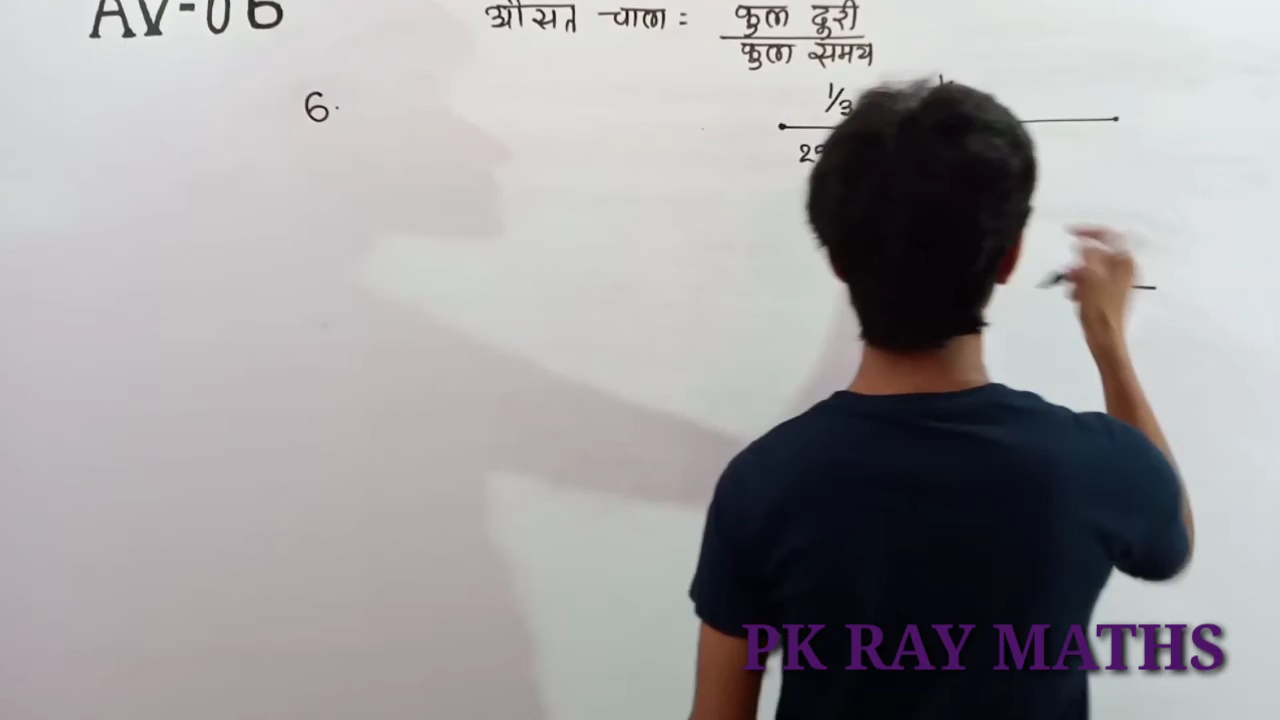 AV-06
औसत चाल = कुल दूरी
कुल समय
6.
1/3
PK RAY MATHS